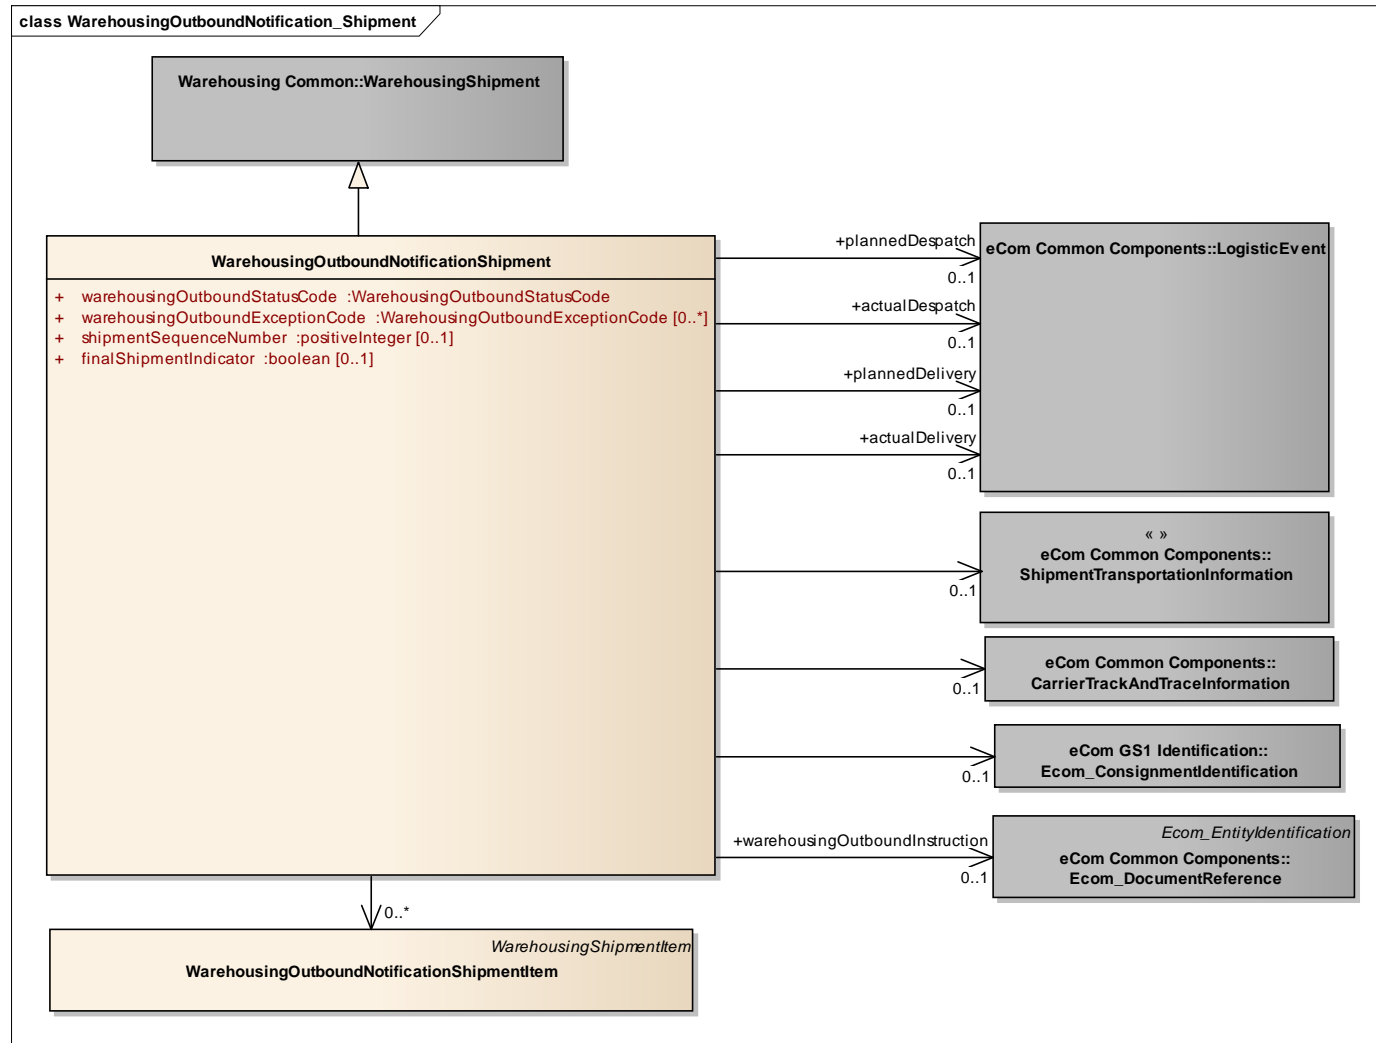 class WarehousingOutboundNotification_Shipment
Warehousing Common::WarehousingShipment
WarehousingOutboundNotificationShipment
+ warehousingOutboundStatusCode :WarehousingOutboundStatusCode
+ warehousingOutboundExceptionCode :WarehousingOutboundExceptionCode [0..*]
+ shipmentSequenceNumber :positiveInteger [0..1]
+ finalShipmentIndicator :boolean [0..1]
+plannedDespatch
0..1
+actualDespatch
0..1
+plannedDelivery
0..1
+actualDelivery
0..1
eCom Common Components::LogisticEvent
0..1
« »
eCom Common Components::
ShipmentTransportationInformation
0..1
eCom Common Components::
CarrierTrackAndTraceInformation
0..1
eCom GS1 Identification::
Ecom_ConsignmentIdentification
+warehousingOutboundInstruction
0..1
Ecom_EntityIdentification
eCom Common Components::
Ecom_DocumentReference
0..*
WarehousingShipmentItem
WarehousingOutboundNotificationShipmentItem